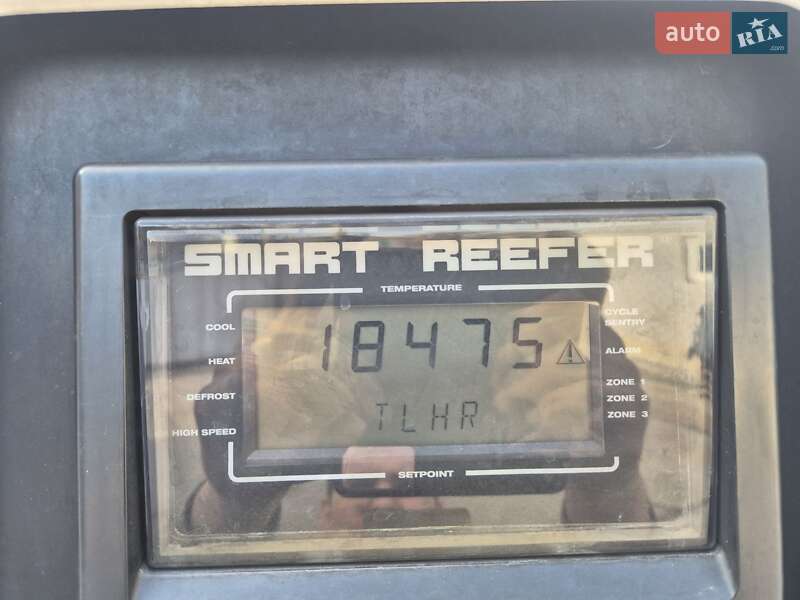 auto RIA .com
SMART REEFER
TEMPERATURE
COOL
HEAT
DEFROST
HIGH SPEED
18475
TLHR
CYCLE
SENTRY
ALARM
ZONE 1
ZONE 2
ZONE 3
SETPOINT